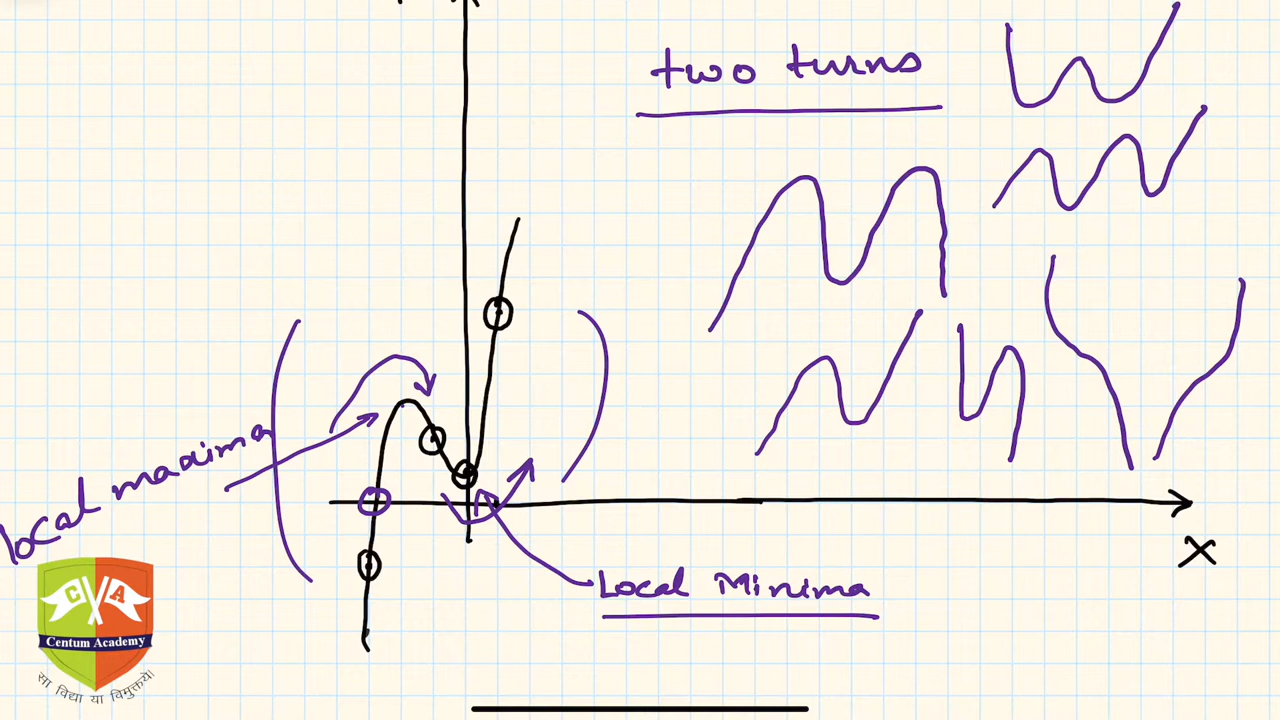 two turns
local maxima
Local Minima
X
CA
Centum Academy
सा विद्या या विमुक्तये।